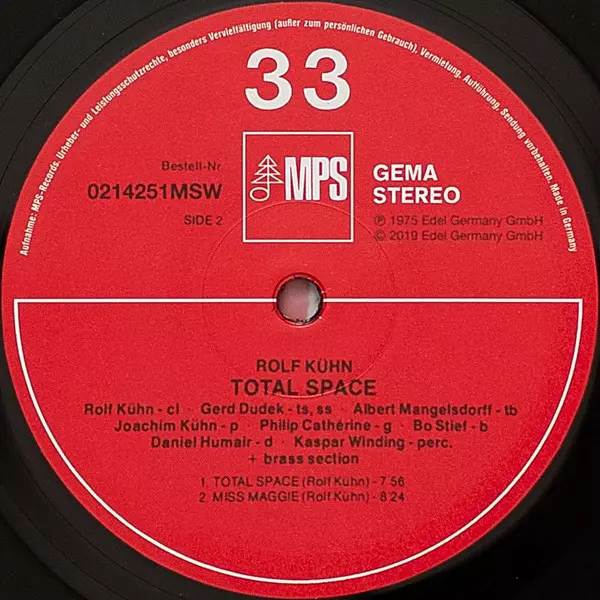 Aufnahme: MPS-Records. Urheber- und Leistungsschutzrechte, besonders Vervielfältigung (außer zum persönlichen Gebrauch), Vermietung, Aufführung, Sendung vorbehalten. Made in Germany
33
Bestell-Nr
0214251MSW
SIDE 2
MPS
GEMA
STEREO
Ⓟ 1975 Edel Germany GmbH
© 2019 Edel Germany GmbH
ROLF KÜHN
TOTAL SPACE
Rolf Kühn - cl · Gerd Dudek - ts, ss · Albert Mangelsdorff - tb
Joachim Kühn - p · Philip Cathérine - g · Bo Stief - b
Daniel Humair - d · Kaspar Winding - perc.
+ brass section
1. TOTAL SPACE (Rolf Kühn) - 7'56
2. MISS MAGGIE (Rolf Kühn) - 8'24